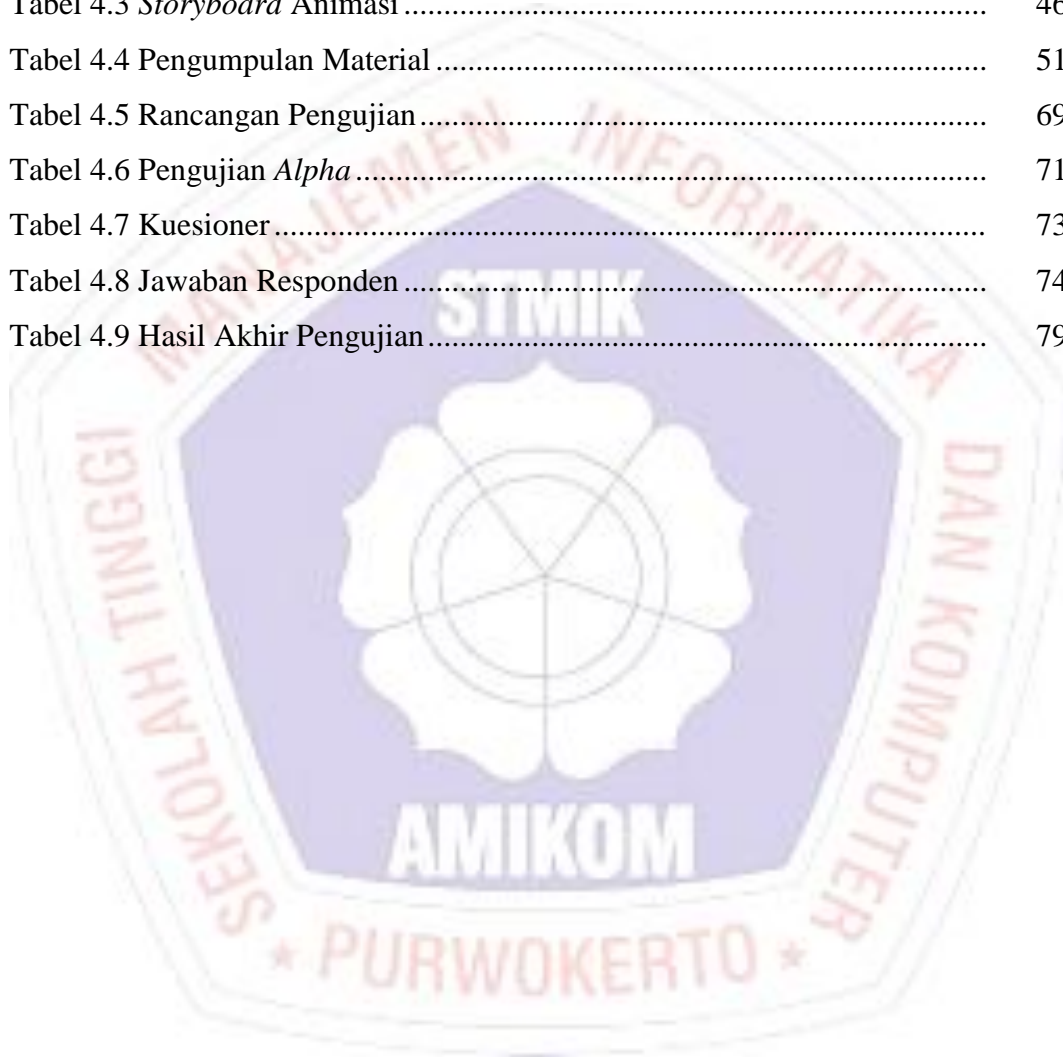 Tabel 4.3 Storyboard Animasi ........................................................................ 46
Tabel 4.4 Pengumpulan Material .................................................................... 51
Tabel 4.5 Rancangan Pengujian ...................................................................... 69
Tabel 4.6 Pengujian Alpha .............................................................................. 71
Tabel 4.7 Kuesioner ......................................................................................... 73
Tabel 4.8 Jawaban Responden ........................................................................ 74
Tabel 4.9 Hasil Akhir Pengujian ..................................................................... 79
SEKOLAH TINGGI MANAJEMEN INFORMATIKA DAN KOMPUTER
STMIK
AMIKOM
* PURWOKERTO *